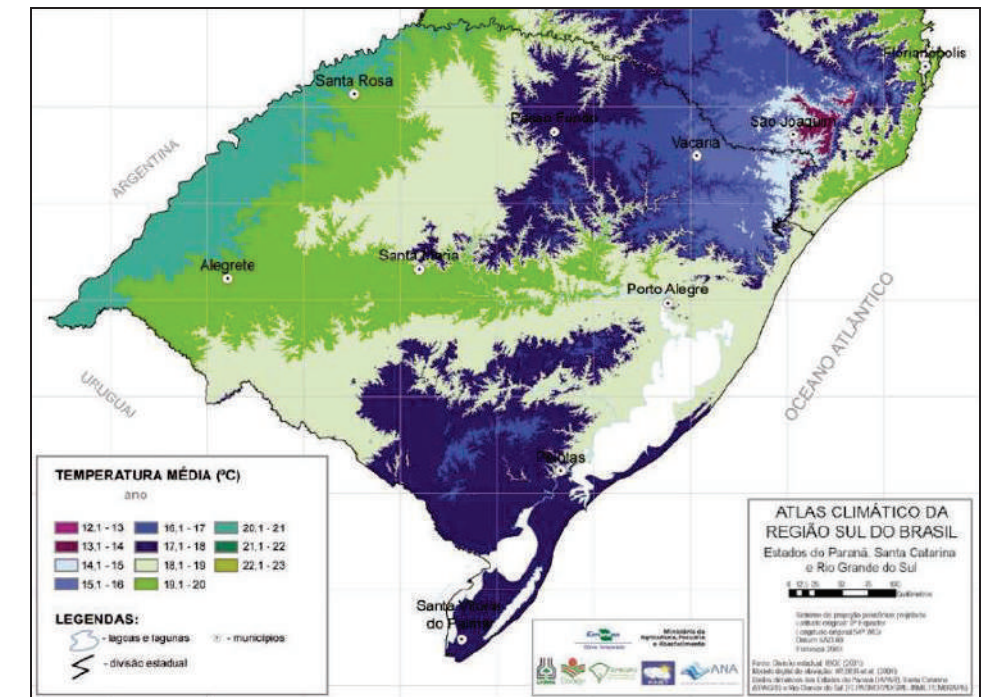 Florianópolis
Santa Rosa
Passo Fundo
São Joaquim
Vacaria
ARGENTINA
Santa Maria
Alegrete
Porto Alegre
OCEANO ATLÂNTICO
URUGUAI
Pelotas
Santa Vitória
do Palmar
TEMPERATURA MÉDIA (ºC)
ano
12,1 - 13
16,1 - 17
20,1 - 21
13,1 - 14
17,1 - 18
21,1 - 22
14,1 - 15
18,1 - 19
22,1 - 23
15,1 - 16
19,1 - 20
LEGENDAS:
- lagoas e lagunas
- municípios
- divisão estadual
ATLAS CLIMÁTICO DA
REGIÃO SUL DO BRASIL
Estados do Paraná, Santa Catarina
e Rio Grande do Sul
Quilômetros
Embrapa
Clima Temperado
Ministério da
Agricultura, Pecuária
e Abastecimento
ANA